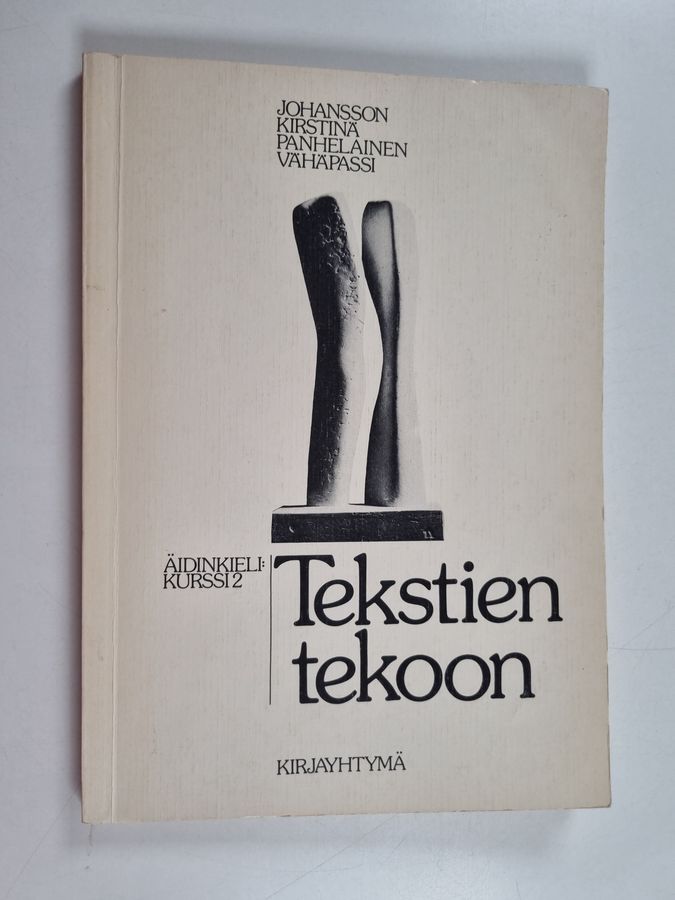 JOHANSSON
KIRSTINÄ
PANHELAINEN
VÄHÄPASSI
ÄIDINKIELI:
KURSSI 2
Tekstien
tekoon
KIRJAYHTYMÄ